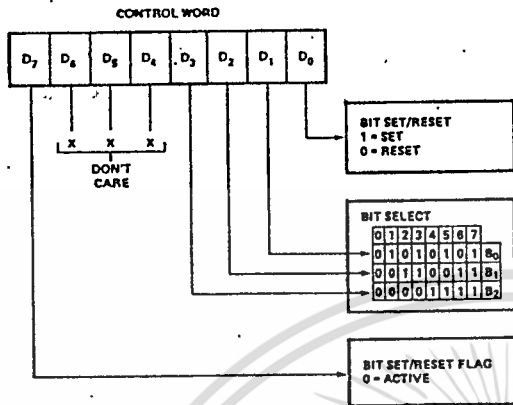 CONTROL WORD
D7 D6 D5 D4 D3 D2 D1 D0
X X X
DON'T
CARE
BIT SET/RESET
1 = SET
0 = RESET
BIT SELECT
0 1 2 3 4 5 6 7
0 1 0 1 0 1 0 1 B0
0 0 1 1 0 0 1 1 B1
0 0 0 0 1 1 1 1 B2
BIT SET/RESET FLAG
0 = ACTIVE